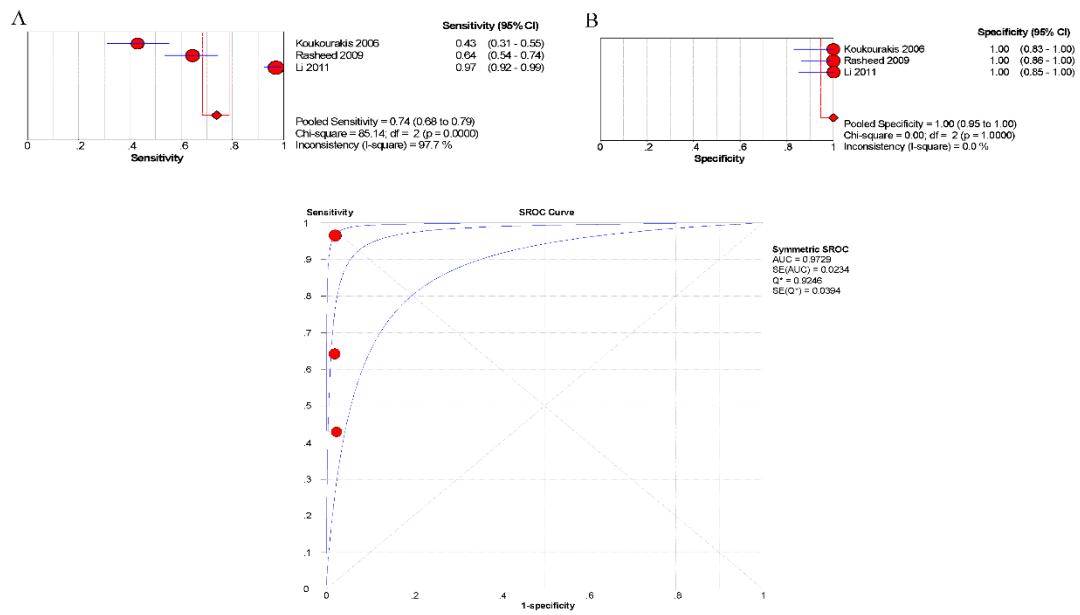 A
Sensitivity (95% CI)
Koukourakis 2006 0.43 (0.31 - 0.55)
Rasheed 2009 0.64 (0.54 - 0.74)
Li 2011 0.97 (0.92 - 0.99)
Pooled Sensitivity = 0.74 (0.68 to 0.79)
Chi-square = 85.14; df = 2 (p = 0.0000)
Inconsistency (I-square) = 97.7 %
0 .2 .4 .6 .8 1
Sensitivity
B
Specificity (95% CI)
Koukourakis 2006 1.00 (0.83 - 1.00)
Rasheed 2009 1.00 (0.86 - 1.00)
Li 2011 1.00 (0.85 - 1.00)
Pooled Specificity = 1.00 (0.95 to 1.00)
Chi-square = 0.00; df = 2 (p = 1.0000)
Inconsistency (I-square) = 0.0 %
0 .2 .4 .6 .8 1
Specificity
Sensitivity SROC Curve
1
.9
.8
.7
.6
.5
.4
.3
.2
.1
0
Symmetric SROC
AUC = 0.9729
SE(AUC) = 0.0234
Q* = 0.9246
SE(Q*) = 0.0394
0 .2 .4 .6 .8 1
1-specificity